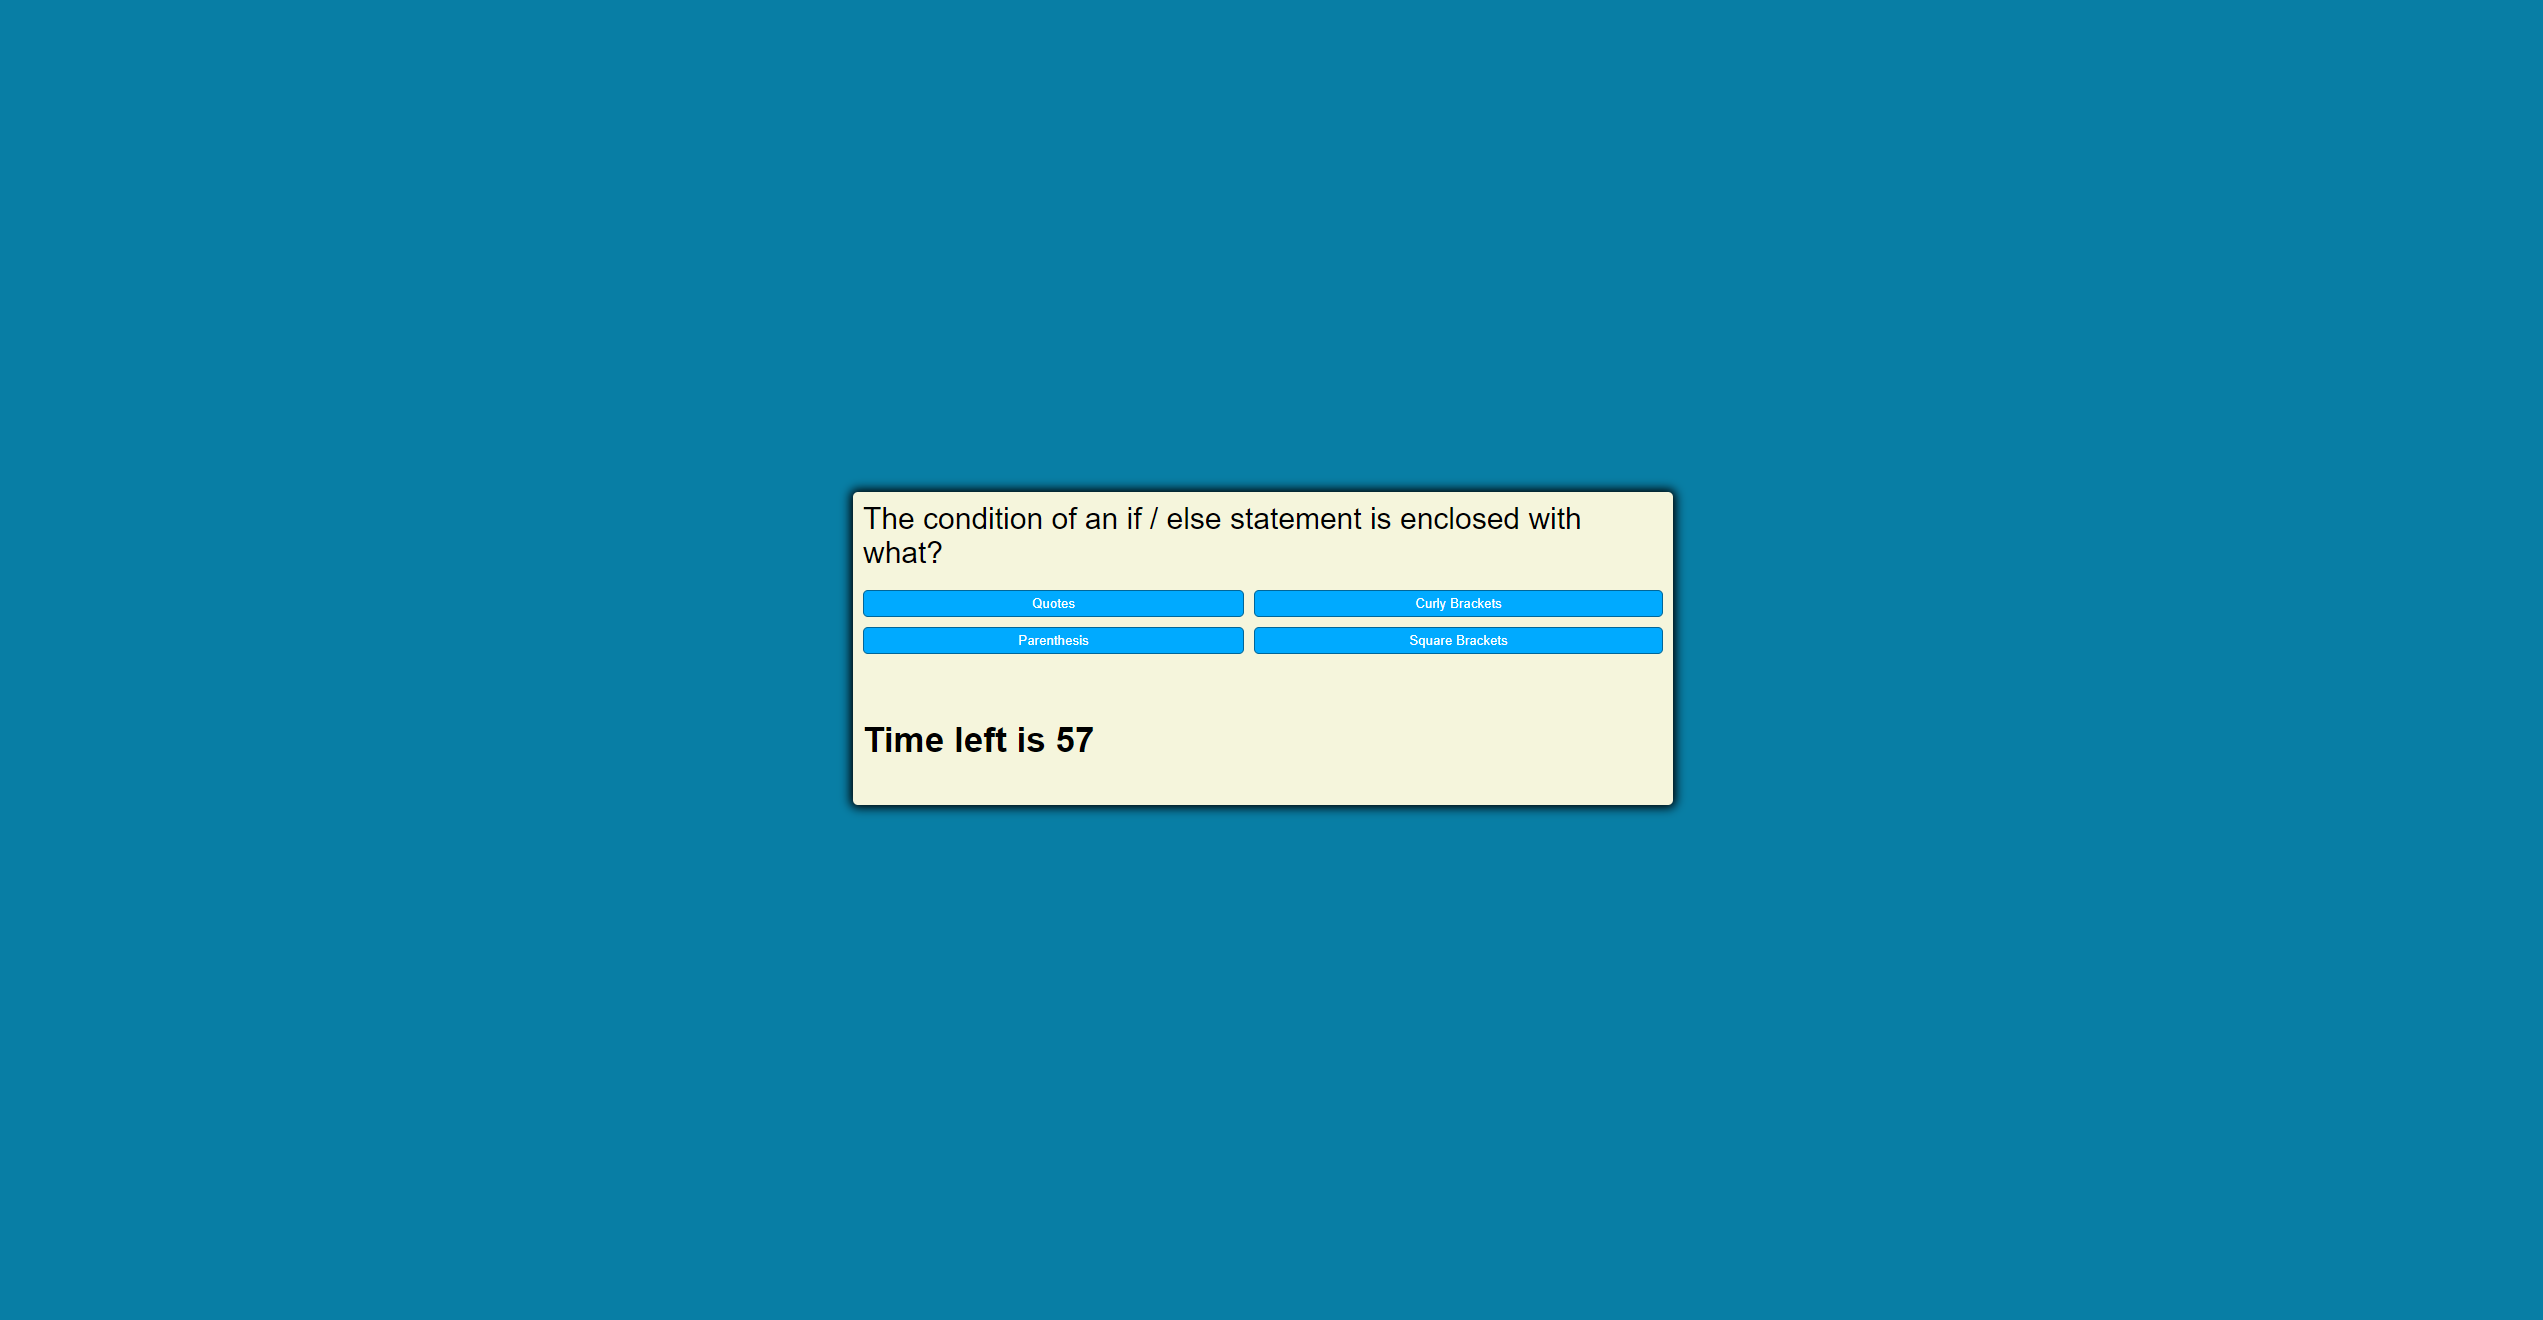 The condition of an if / else statement is enclosed with
what?
Quotes
Curly Brackets
Parenthesis
Square Brackets
Time left is 57